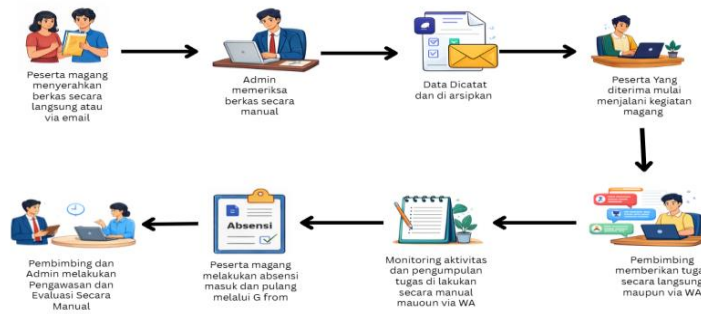 Peserta magang
menyerahkan
berkas secara
langsung atau
via email
Admin
memeriksa
berkas secara
manual
Data Dicatat
dan di arsipkan
Peserta Yang
diterima mulai
menjalani kegiatan
magang
Pembimbing dan
Admin melakukan
Pengawasan dan
Evaluasi Secara
Manual
Absensi
Peserta magang
melakukan absensi
masuk dan pulang
melalui G from
Monitoring aktivitas
dan pengumpulan
tugas di lakukan
secara manual
mauoun via WA
Pembimbing
memberikan tugas
secara langsung
maupun via WA